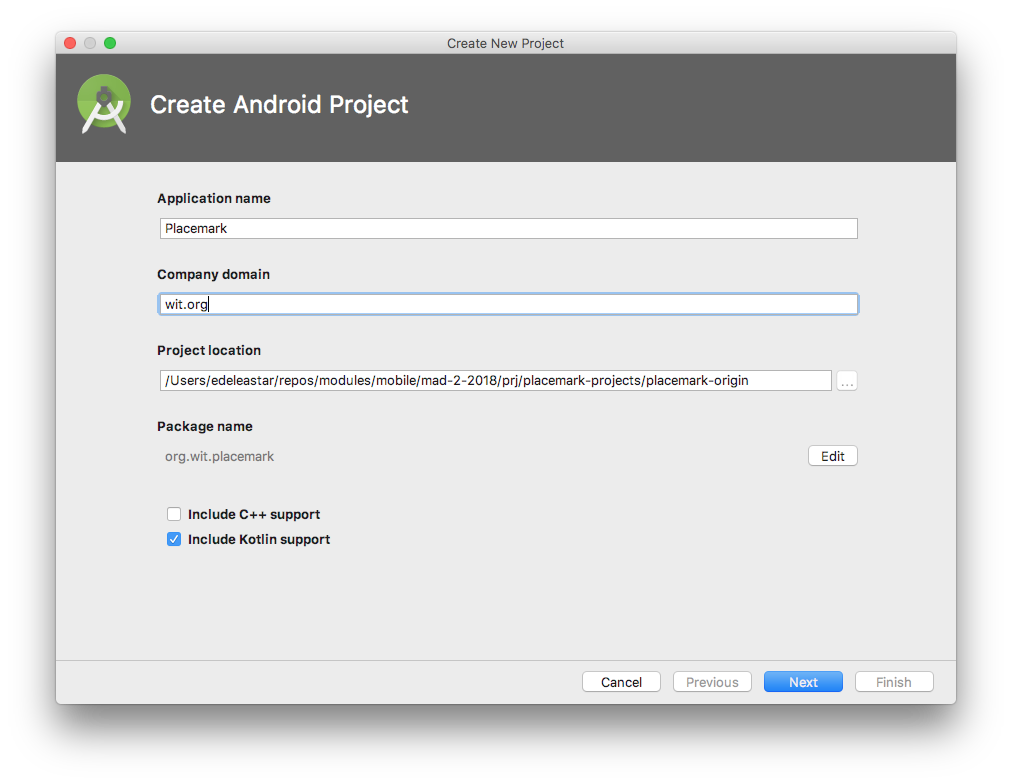 Create New Project
Create Android Project
Application name
Placemark
Company domain
wit.org
Project location
/Users/edeleastar/repos/modules/mobile/mad-2-2018/prj/placemark-projects/placemark-origin
...
Package name
org.wit.placemark
Edit
Include C++ support
Include Kotlin support
Cancel Previous Next Finish